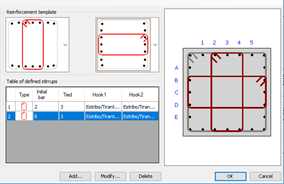 Reinforcement template
1 2 3 4 5
A
B
C
D
E
Table of defined stirrups
Type Initial bar Tied Hook1 Hook2
1 2 3 Estribo/Tirant... Estribo/Tirant...
2 8 3 Estribo/Tirant... Estribo/Tirant...
Add... Modify... Delete OK Cancel